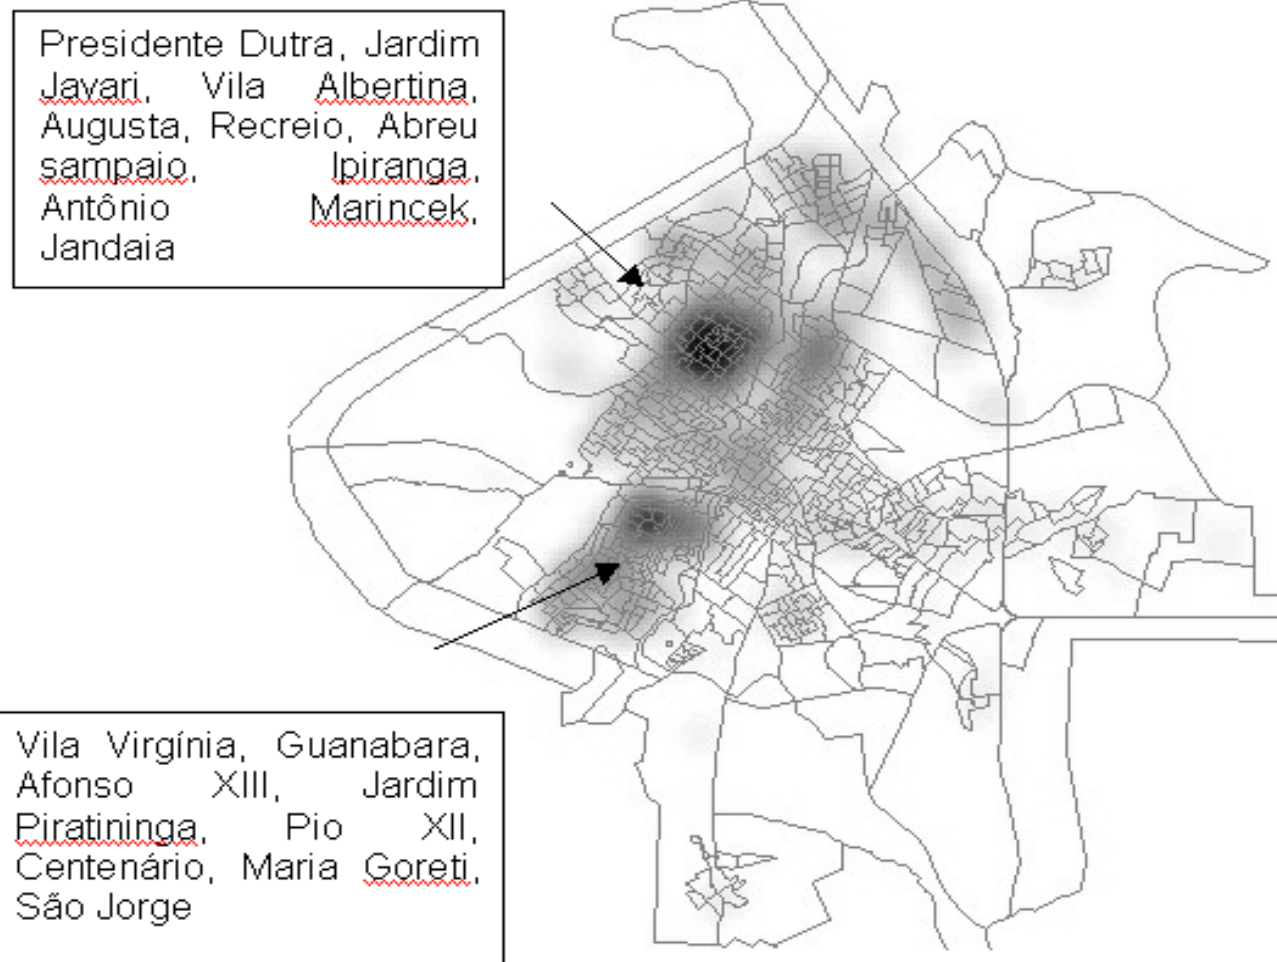 Presidente Dutra, Jardim
Javari, Vila Albertina,
Augusta, Recreio, Abreu
sampaio, Ipiranga,
Antônio Marincek,
Jandaia
Vila Virgínia, Guanabara,
Afonso XIII, Jardim
Piratininga, Pio XII,
Centenário, Maria Goreti,
São Jorge